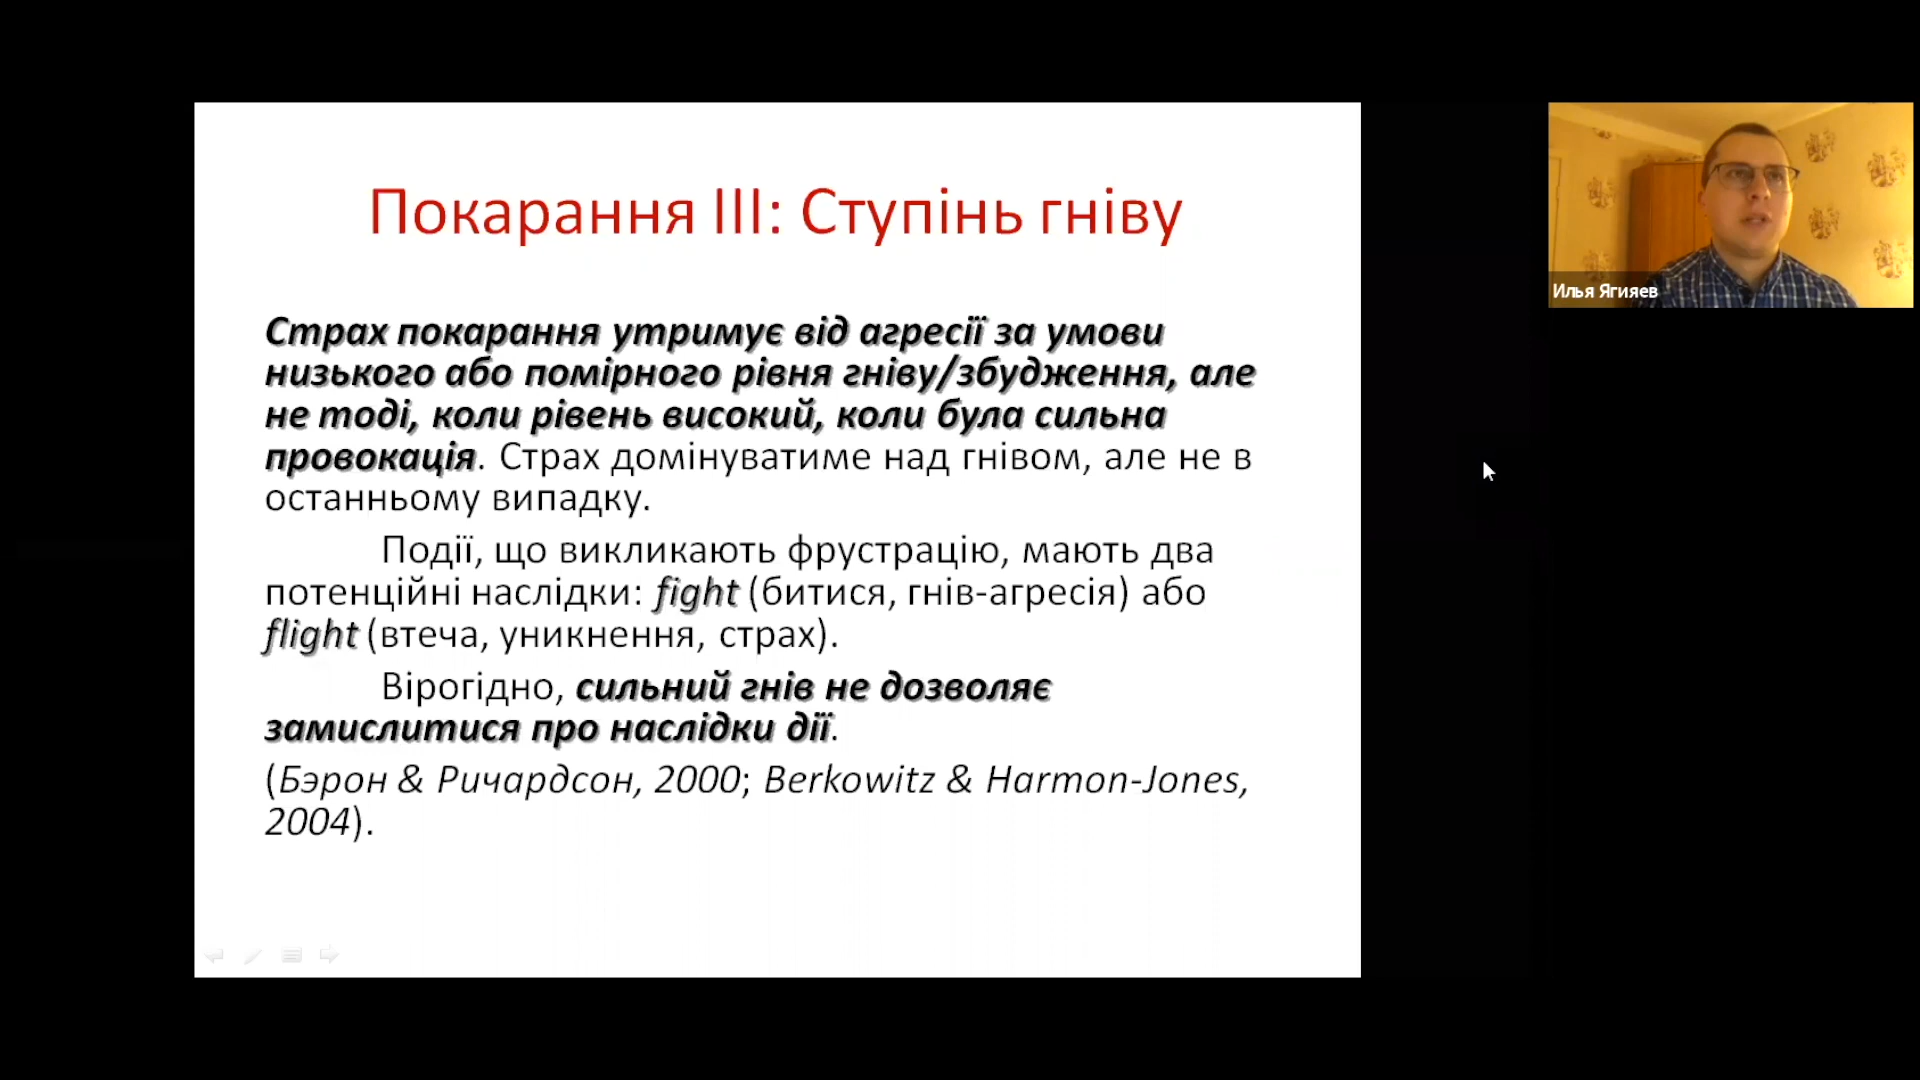 Покарання III: Ступінь гніву
Страх покарання утримує від агресії за умови
низького або помірного рівня гніву/збудження, але
не тоді, коли рівень високий, коли була сильна
провокація. Страх домінуватиме над гнівом, але не в
останньому випадку.
Події, що викликають фрустрацію, мають два
потенційні наслідки: fight (битися, гнів-агресія) або
flight (втеча, уникнення, страх).
Вірогідно, сильний гнів не дозволяє
замислитися про наслідки дії.
(Бэрон & Ричардсон, 2000; Berkowitz & Harmon-Jones,
2004).
Илья Ягияев